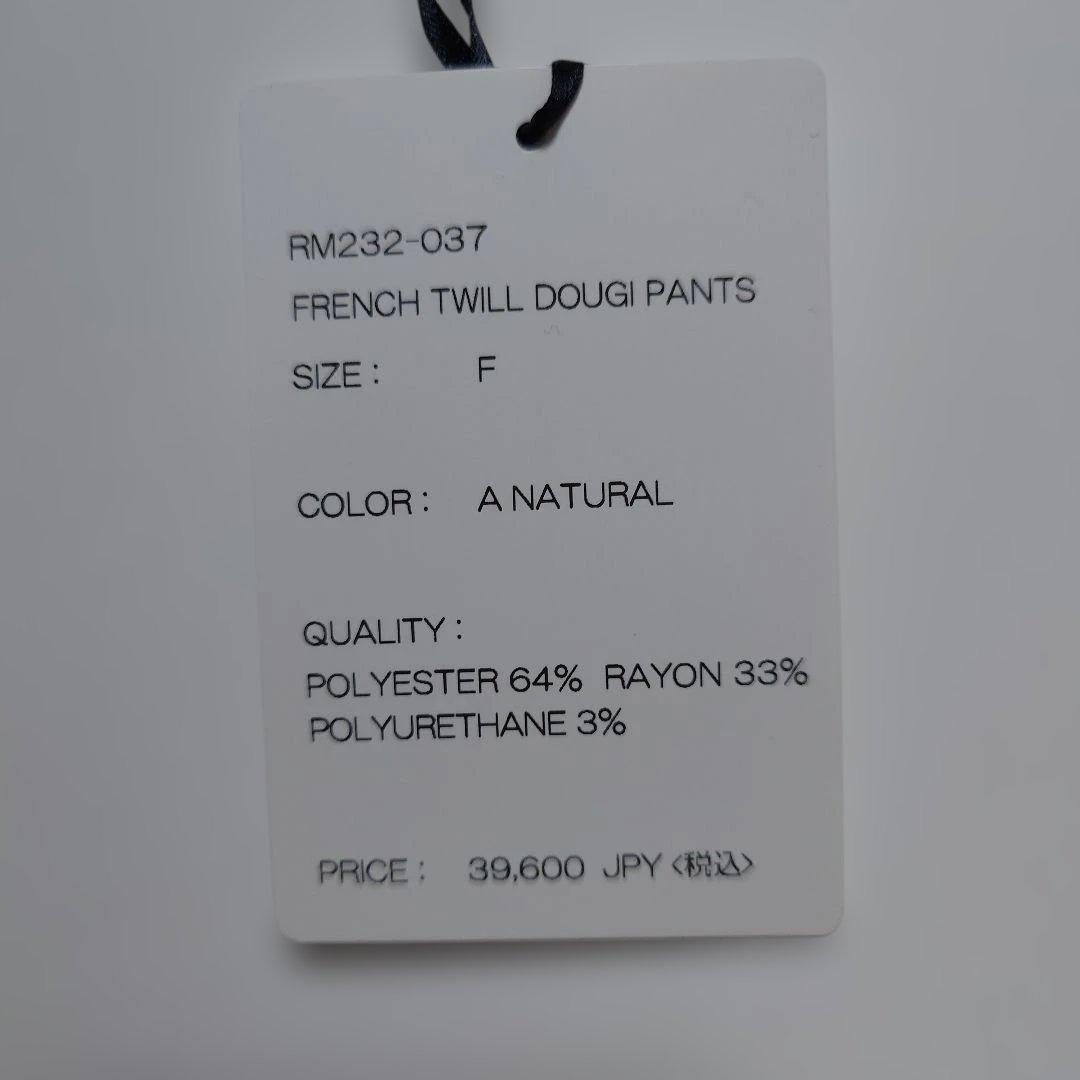 RM232-037
FRENCH TWILL DOUGI PANTS
SIZE : F
COLOR : A NATURAL
QUALITY :
POLYESTER 64% RAYON 33%
POLYURETHANE 3%
PRICE : 39,600 JPY <税込>